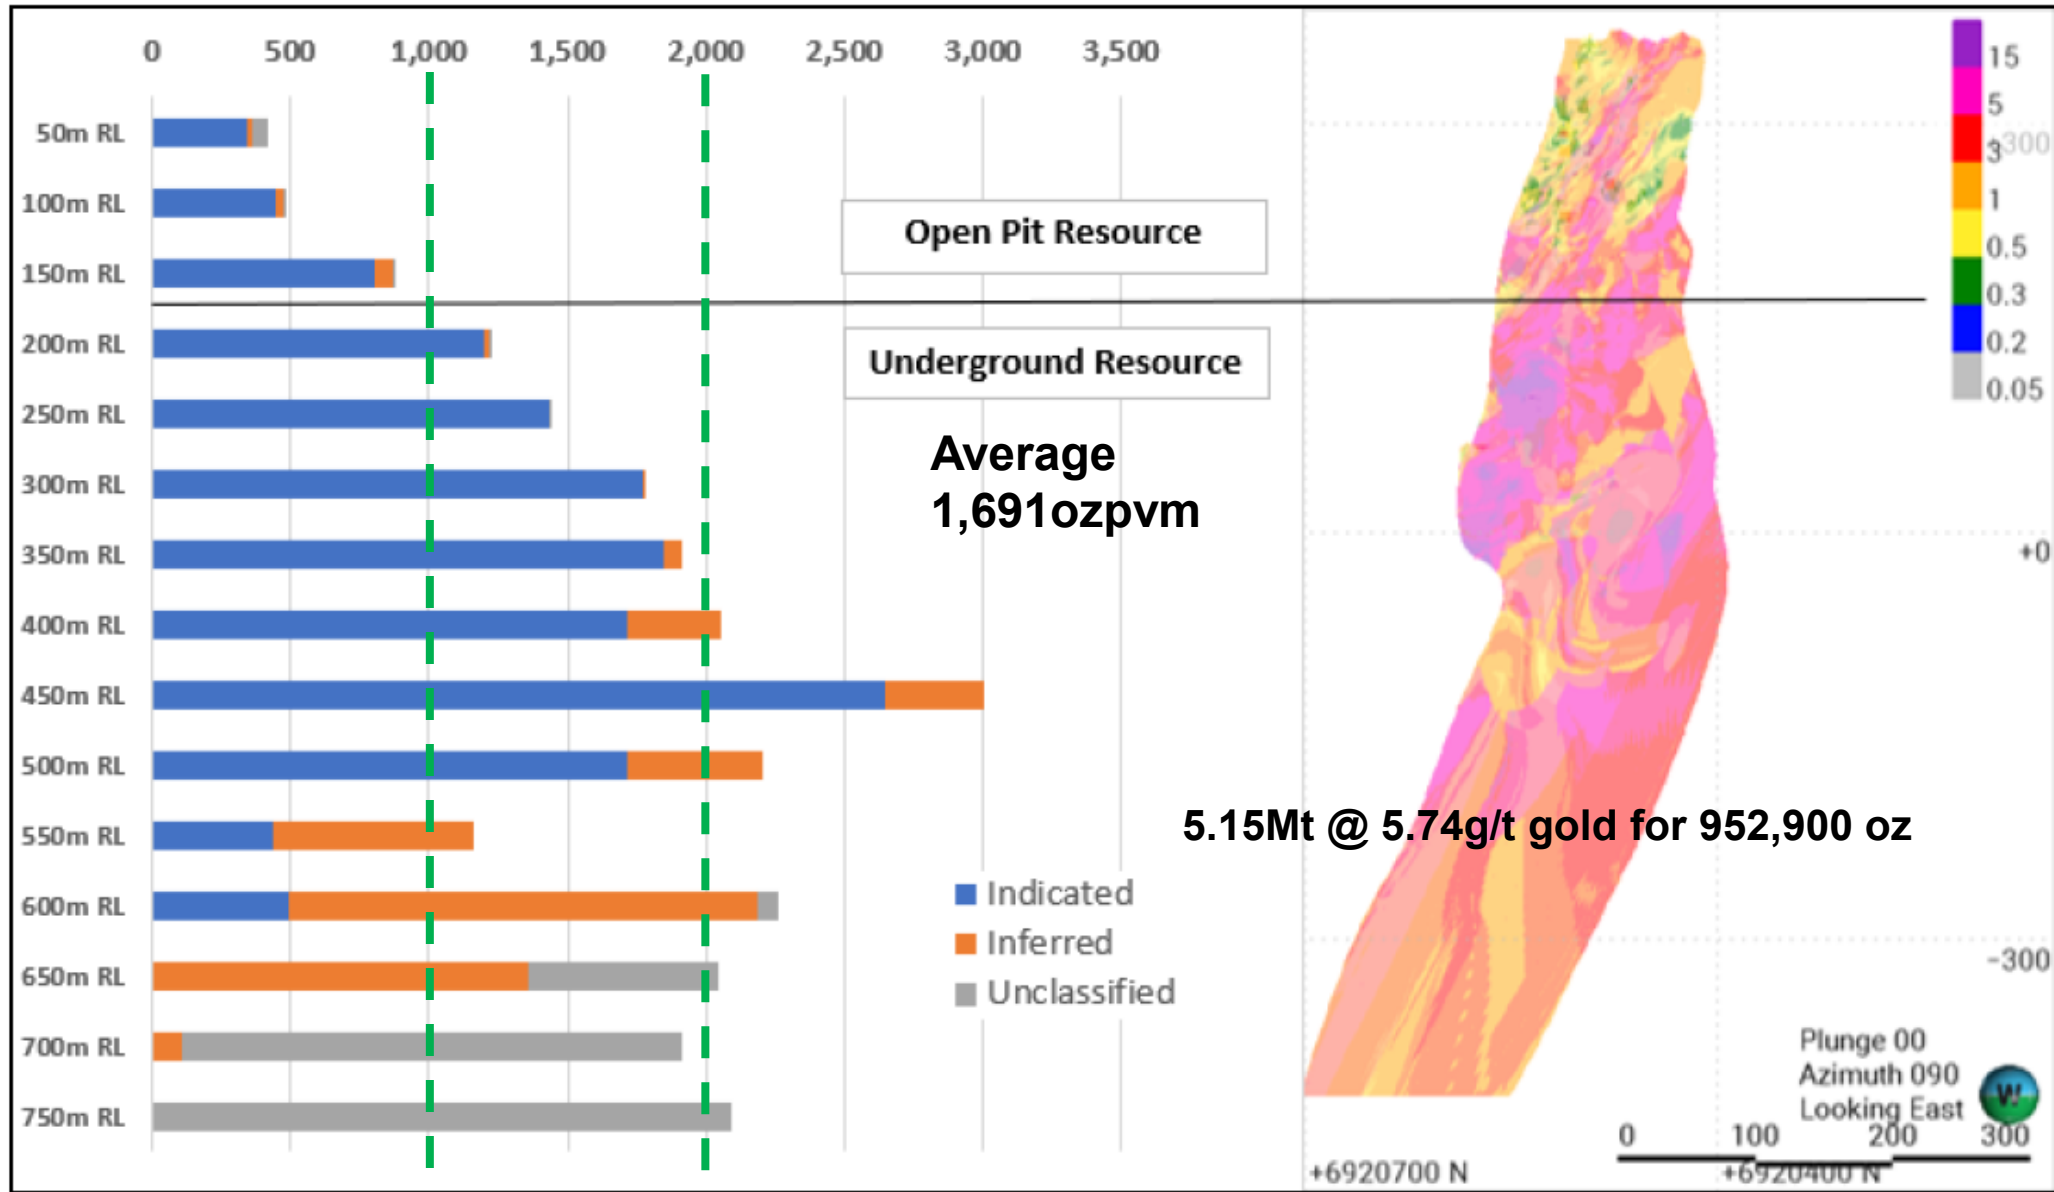 0 500 1,000 1,500 2,000 2,500 3,000 3,500
50m RL
100m RL
150m RL
200m RL
250m RL
300m RL
350m RL
400m RL
450m RL
500m RL
550m RL
600m RL
650m RL
700m RL
750m RL
Open Pit Resource
Underground Resource
Average
1,691ozpvm
5.15Mt @ 5.74g/t gold for 952,900 oz
Indicated
Inferred
Unclassified
15
5
3
1
0.5
0.3
0.2
0.05
300
+0
-300
Plunge 00
Azimuth 090
Looking East
W
0 100 200 300
+6920700 N
+6920400 N